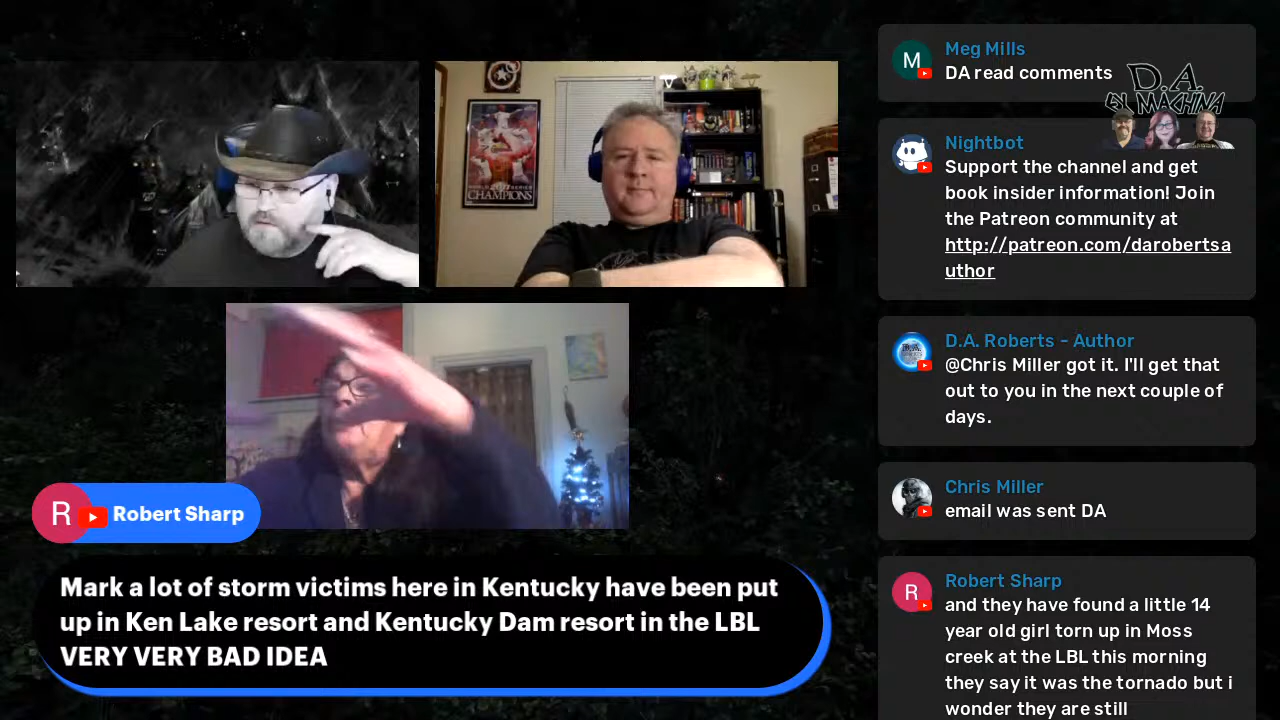 WORLD SERIES
CHAMPIONS
R
Robert Sharp
Mark a lot of storm victims here in Kentucky have been put
up in Ken Lake resort and Kentucky Dam resort in the LBL
VERY VERY BAD IDEA
M
Meg Mills
DA read comments
D.A.
EX MACHINA
Nightbot
Support the channel and get
book insider information! Join
the Patreon community at
http://patreon.com/darobertsa
uthor
D.A. Roberts - Author
@Chris Miller got it. I'll get that
out to you in the next couple of
days.
Chris Miller
email was sent DA
R
Robert Sharp
and they have found a little 14
year old girl torn up in Moss
creek at the LBL this morning
they say it was the tornado but i
wonder they are still